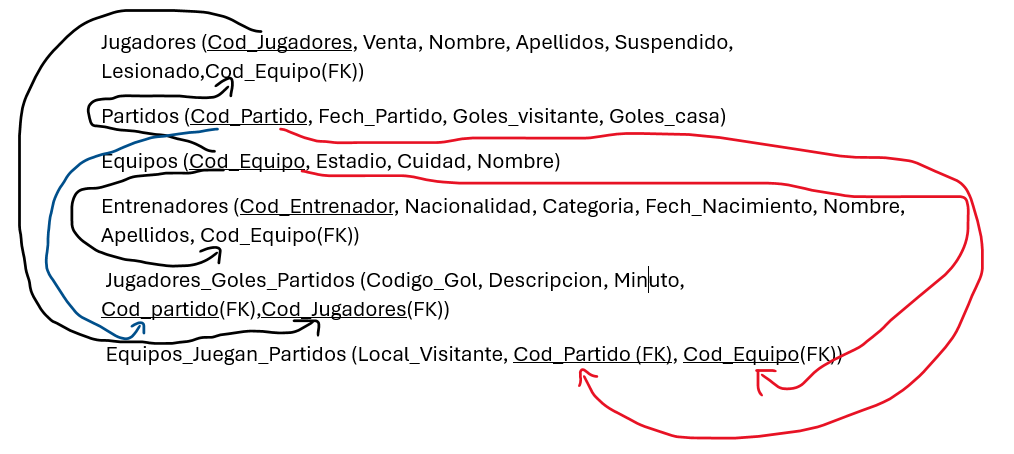 Jugadores (Cod_Jugadores, Venta, Nombre, Apellidos, Suspendido,
Lesionado,Cod_Equipo(FK))
Partidos (Cod_Partido, Fech_Partido, Goles_visitante, Goles_casa)
Equipos (Cod_Equipo, Estadio, Cuidad, Nombre)
Entrenadores (Cod_Entrenador, Nacionalidad, Categoria, Fech_Nacimiento, Nombre,
Apellidos, Cod_Equipo(FK))
Jugadores_Goles_Partidos (Codigo_Gol, Descripcion, Minuto,
Cod_partido(FK),Cod_Jugadores(FK))
Equipos_Juegan_Partidos (Local_Visitante, Cod_Partido (FK), Cod_Equipo(FK))